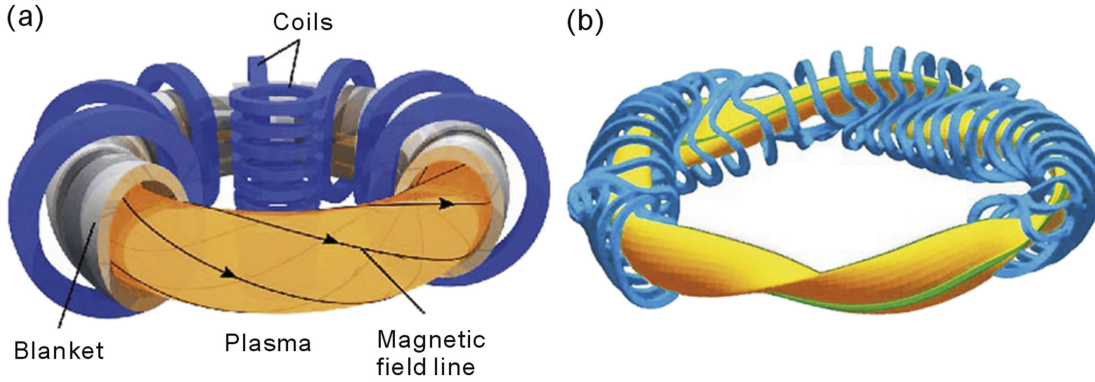 (a)
Coils
(b)
Blanket
Plasma
Magnetic
field line